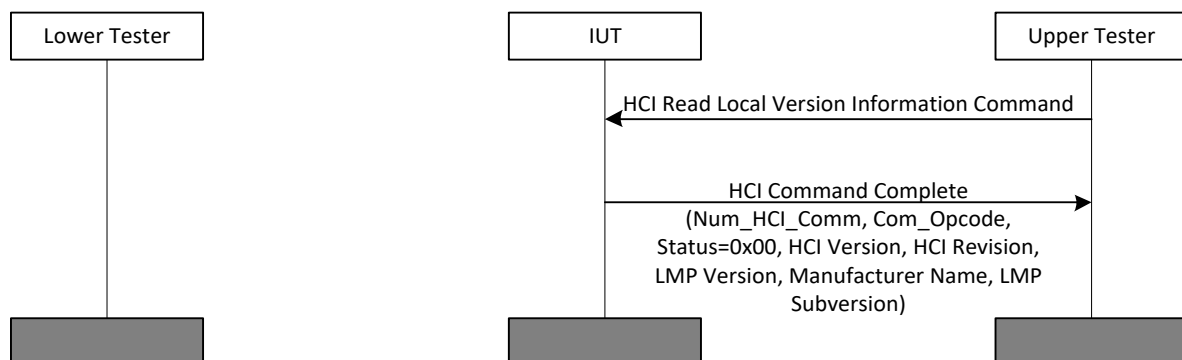 Lower Tester
IUT
Upper Tester
HCI Read Local Version Information Command
HCI Command Complete
(Num_HCI_Comm, Com_Opcode,
Status=0x00, HCI Version, HCI Revision,
LMP Version, Manufacturer Name, LMP
Subversion)